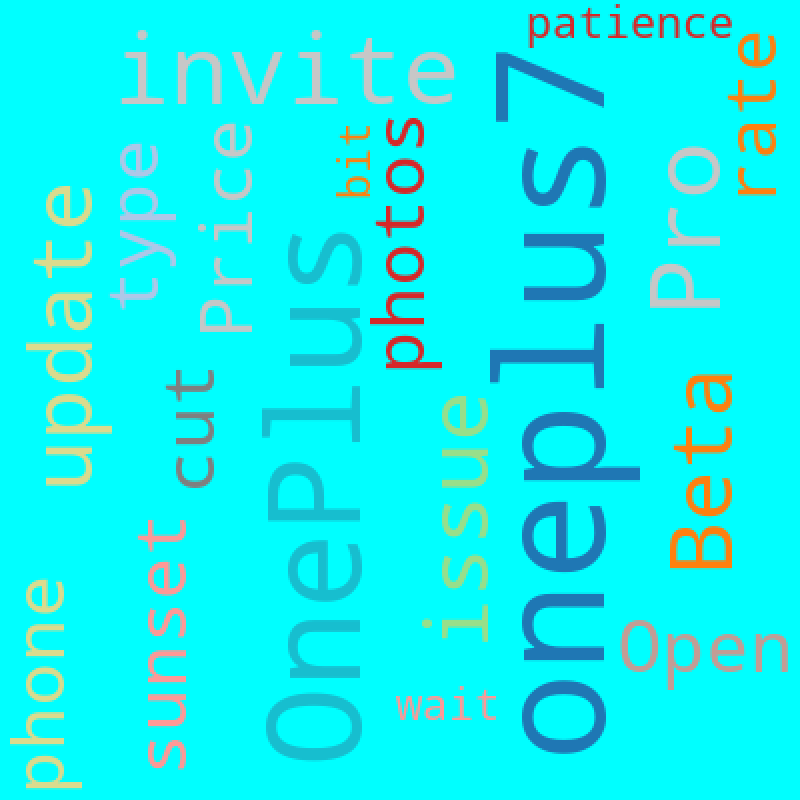 patience
invite
rate
oneplus7
photos
bit
Price
type
Pro
update
OnePlus
cut
Beta
issue
sunset
phone
Open
wait